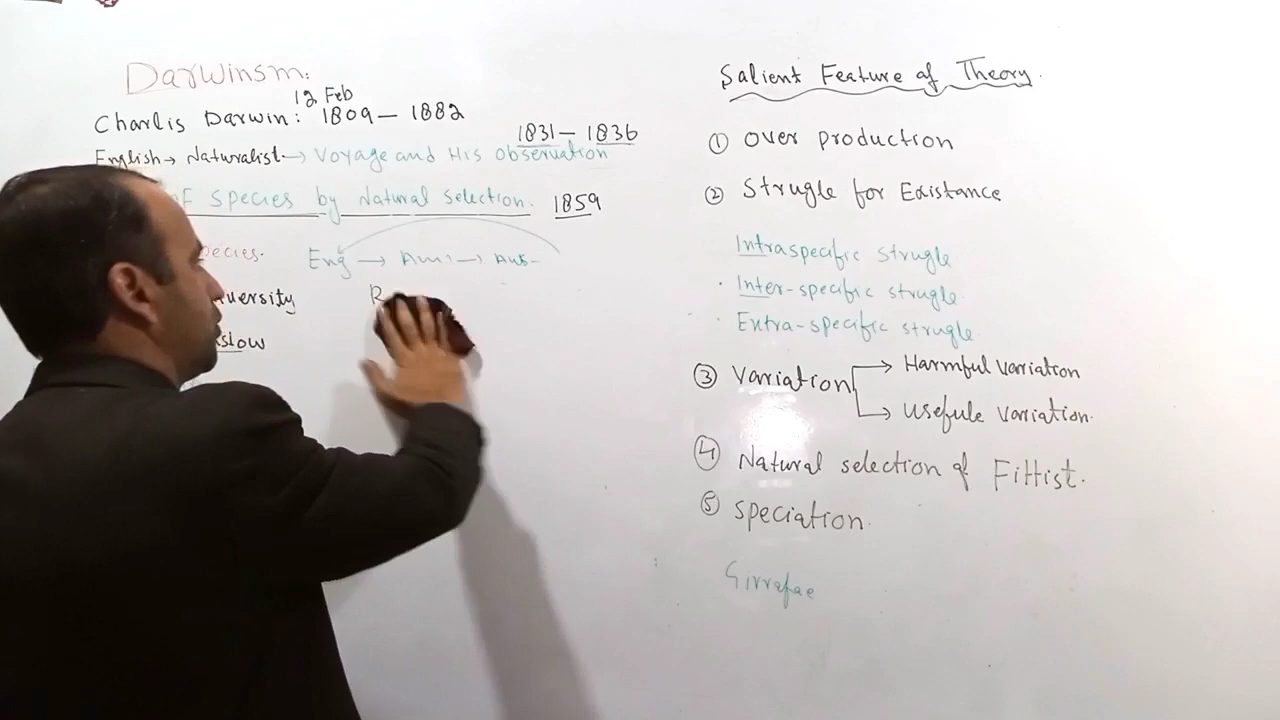 Darwinsm:
12 Feb
Charlis Darwin: 1809 — 1882
1831 — 1836
English → Naturalist → Voyage and His observation
of species by Natural selection. 1859
pecies.
Eng → Am → Aus
versity
slow
Salient Feature of Theory.
① over production
② Strugle for Existance
Intraspecific strugle
· Inter-specific strugle
· Extra-specific strugle
③ variation → Harmful variation
→ usefule variation.
④ Natural selection of Fittist.
⑤ speciation.
Girrafae